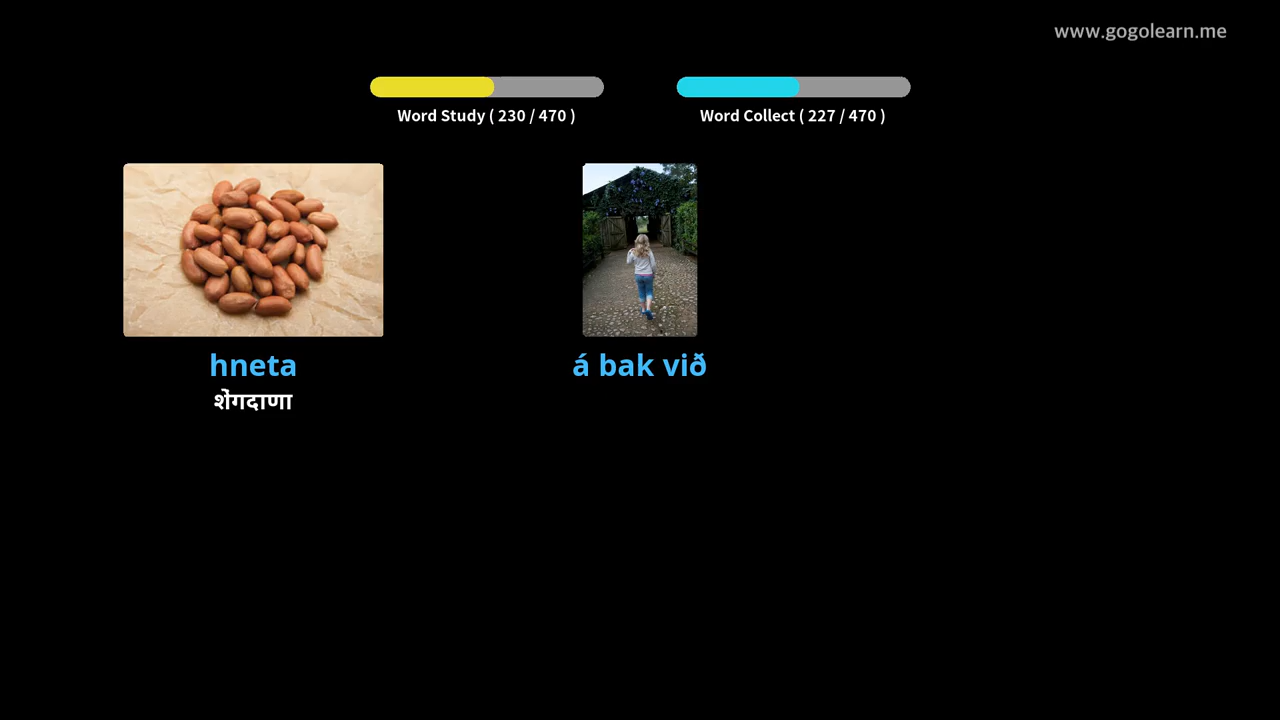 www.gogolearn.me
Word Study ( 230 / 470 )
Word Collect ( 227 / 470 )
hneta
शेंगदाणा
á bak við